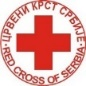 ЦРВЕНИ КРСТ СРБИЈЕ
RED CROSS OF SERBIA